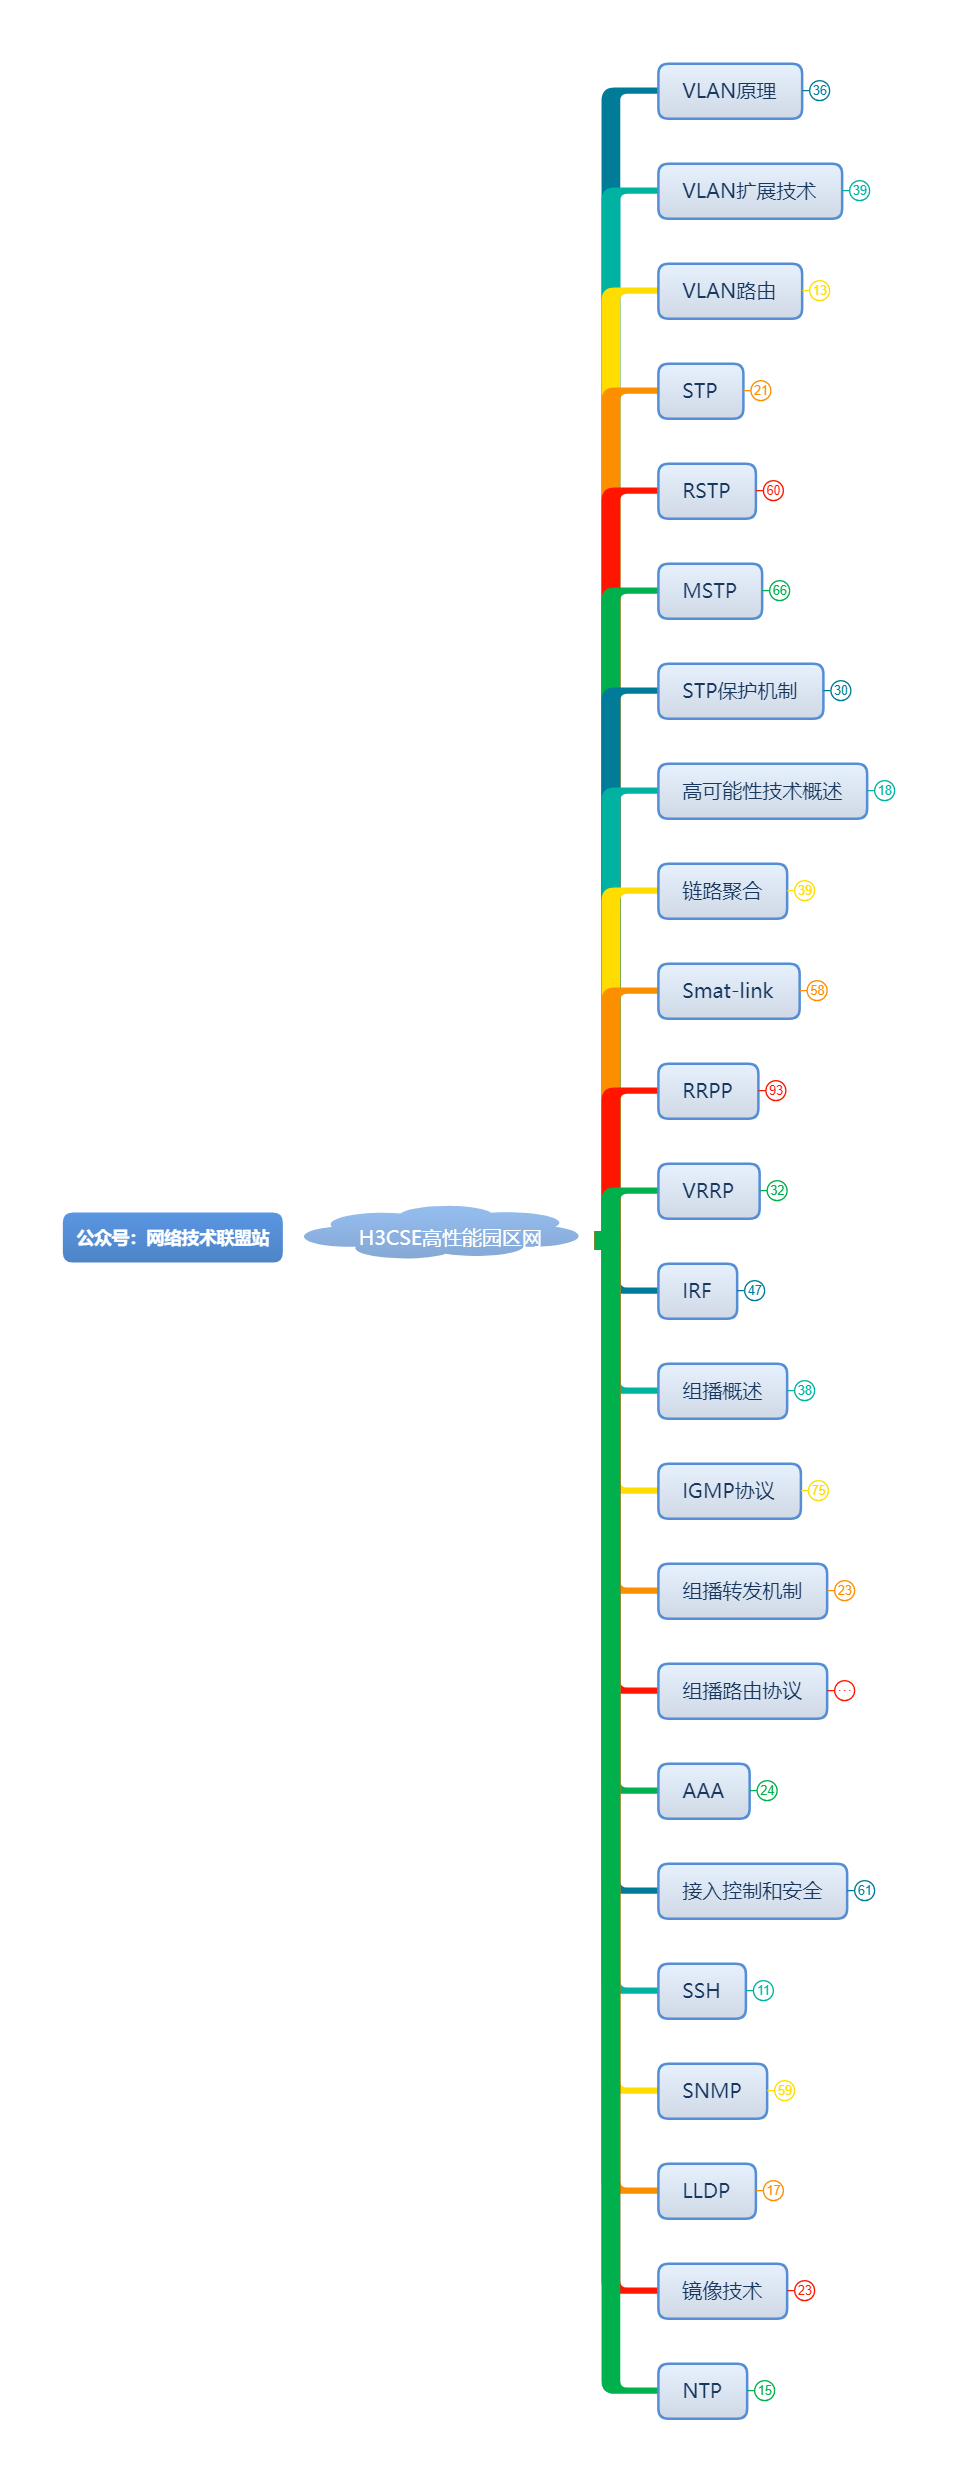 VLAN原理 36
VLAN扩展技术 39
VLAN路由 13
STP 21
RSTP 60
MSTP 66
STP保护机制 30
高可能性技术概述 18
链路聚合 39
Smat-link 58
RRPP 93
VRRP 32
公众号：网络技术联盟站
H3CSE高性能园区网
IRF 47
组播概述 38
IGMP协议 75
组播转发机制 23
组播路由协议 ···
AAA 24
接入控制和安全 61
SSH 11
SNMP 59
LLDP 17
镜像技术 23
NTP 15